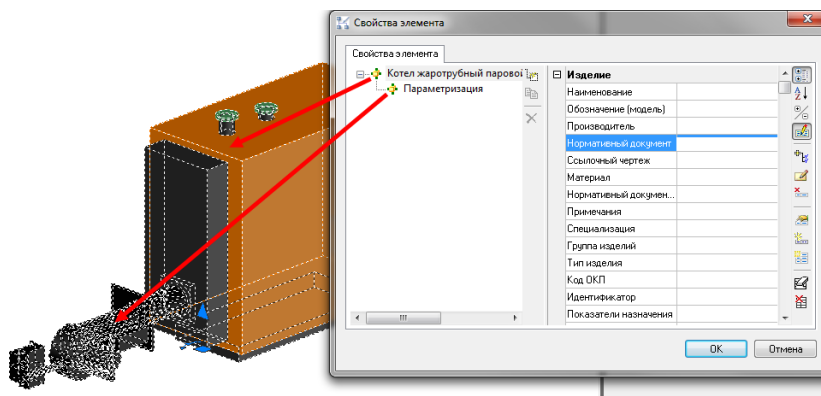 Свойства элемента
Свойства элемента
Котел жаротрубный паровой
Параметризация
Изделие
Наименование
Обозначение (модель)
Производитель
Нормативный документ
Ссылочный чертеж
Материал
Нормативный докумен...
Примечания
Специализация
Группа изделий
Тип изделия
Код ОКП
Идентификатор
Показатели назначения
OK
Отмена